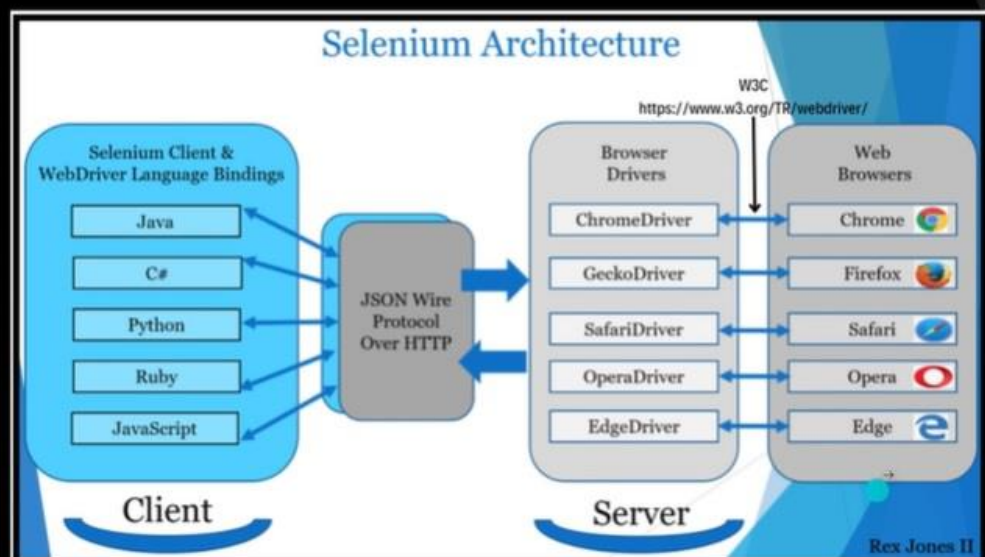 Selenium Architecture
W3C
https://www.w3.org/TR/webdriver/
Selenium Client &
WebDriver Language Bindings
Java
C#
Python
Ruby
JavaScript
JSON Wire
Protocol
Over HTTP
Browser
Drivers
ChromeDriver
GeckoDriver
SafariDriver
OperaDriver
EdgeDriver
Web
Browsers
Chrome
Firefox
Safari
Opera
Edge
Client
Server
Rex Jones II